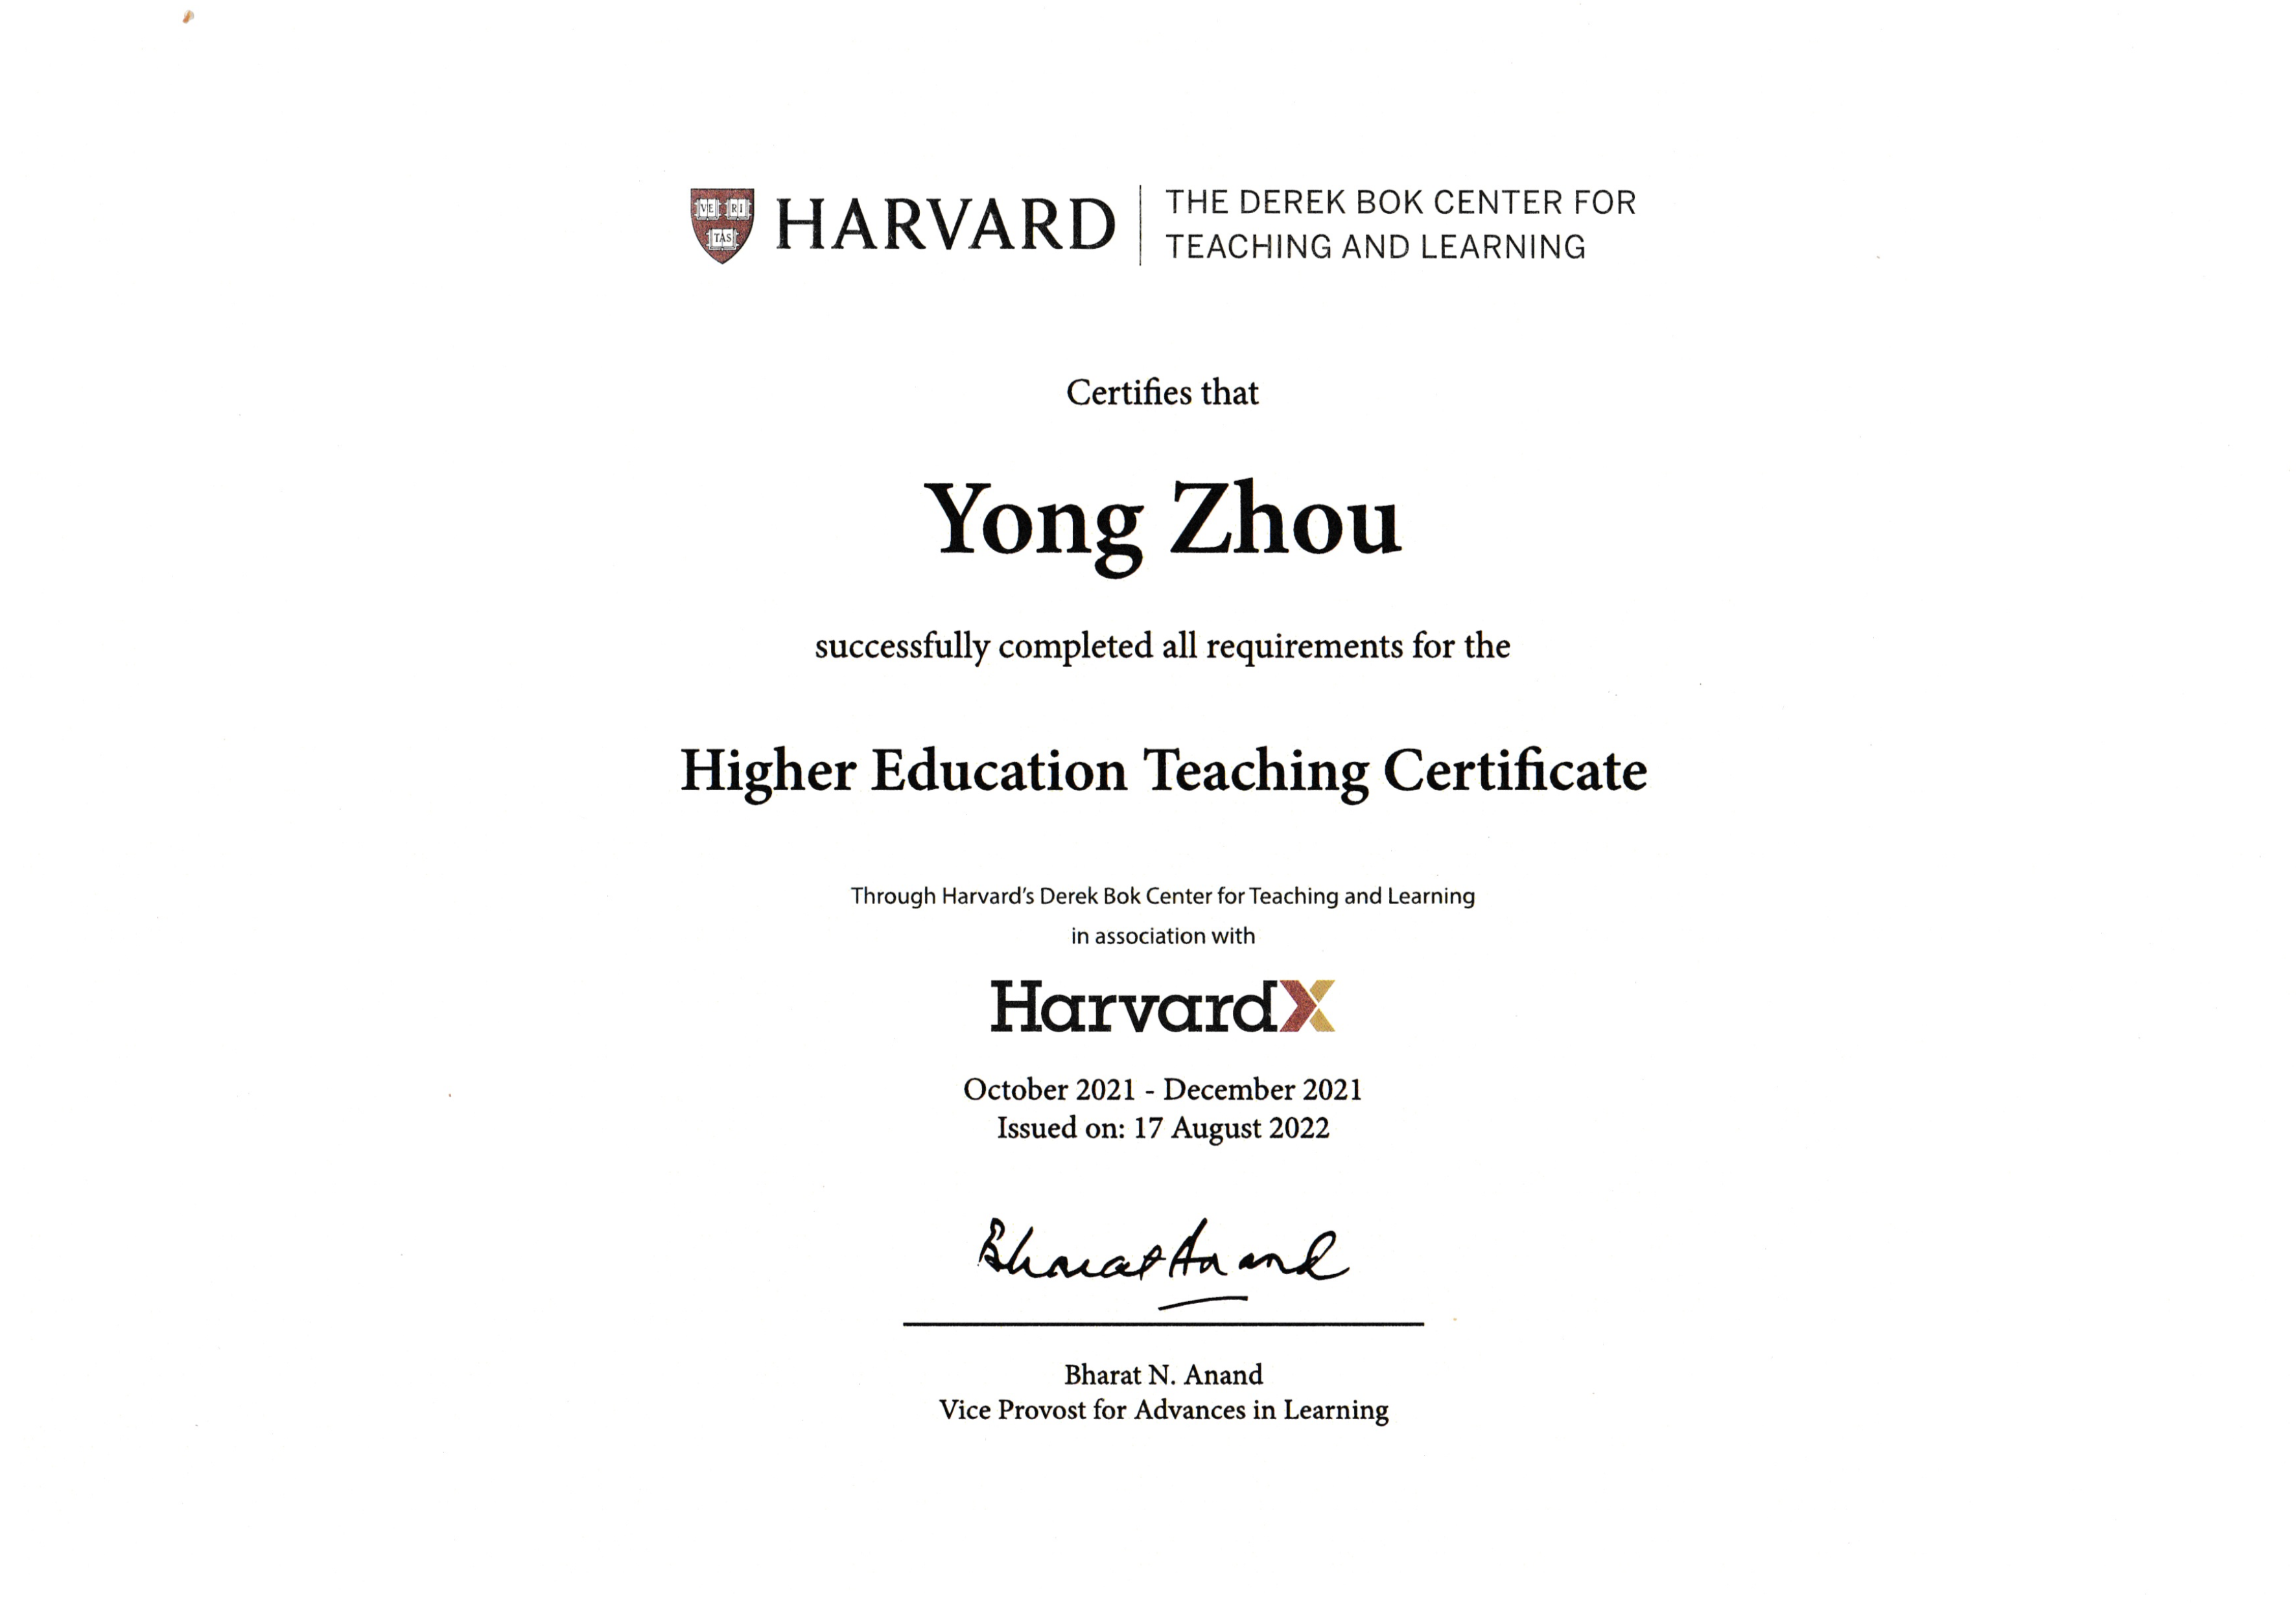 VE RI
TAS
HARVARD
THE DEREK BOK CENTER FOR
TEACHING AND LEARNING
Certifies that
Yong Zhou
successfully completed all requirements for the
Higher Education Teaching Certificate
Through Harvard's Derek Bok Center for Teaching and Learning
in association with
HarvardX
October 2021 - December 2021
Issued on: 17 August 2022
Bharat Anand
Bharat N. Anand
Vice Provost for Advances in Learning